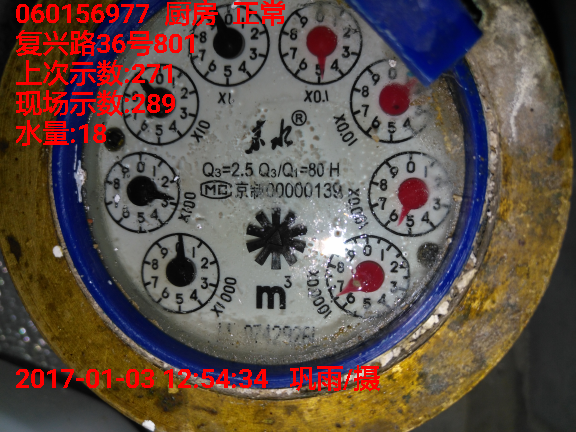 060156977 厨房 正常
复兴路36号801
上次示数:271
现场示数:289
水量:18
X1
X0.1
X10
X0.01
京水®
Q₃=2.5 Q₃/Q₁=80 H
MC 京制00000139
X100
X0.001
X1000
X0.0001
m³
2017-01-03 12:54:34 巩雨/摄